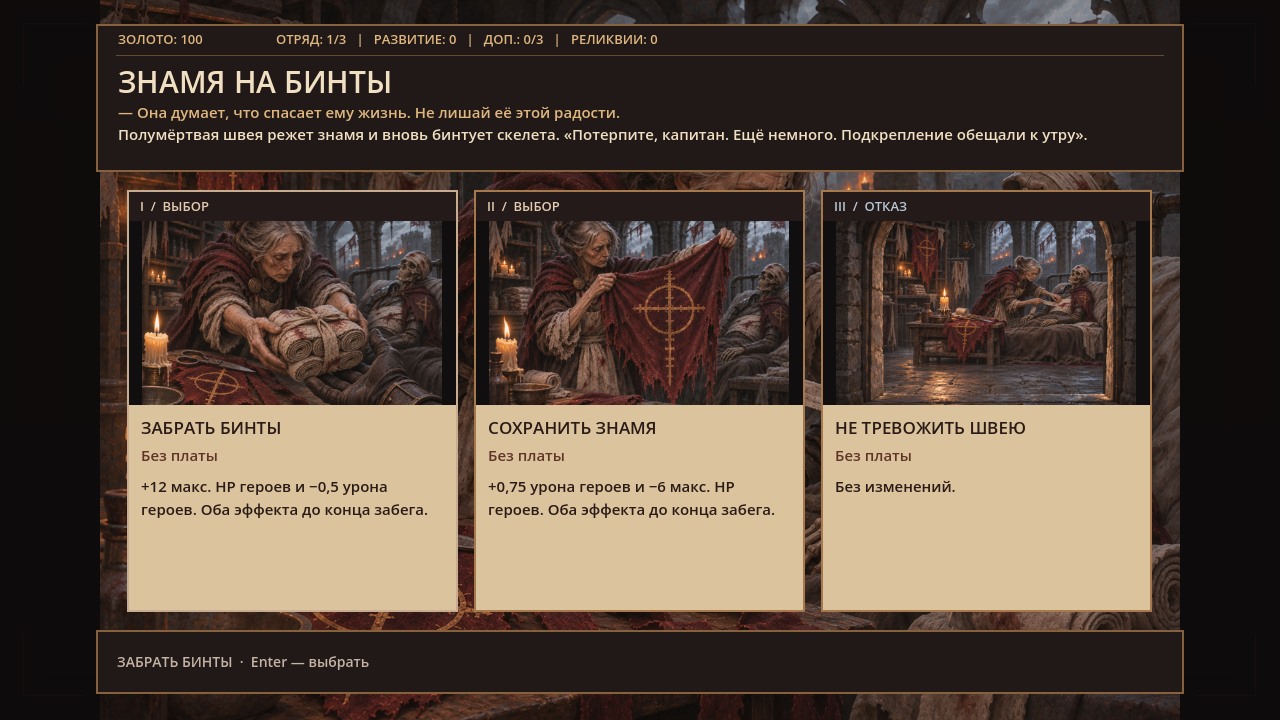 ЗОЛОТО: 100 ОТРЯД: 1/3 | РАЗВИТИЕ: 0 | ДОП.: 0/3 | РЕЛИКВИИ: 0
ЗНАМЯ НА БИНТЫ
— Она думает, что спасает ему жизнь. Не лишай её этой радости.
Полумёртвая швея режет знамя и вновь бинтует скелета. «Потерпите, капитан. Ещё немного. Подкрепление обещали к утру».
I / ВЫБОР
ЗАБРАТЬ БИНТЫ
Без платы
+12 макс. HP героев и −0,5 урона
героев. Оба эффекта до конца забега.
II / ВЫБОР
СОХРАНИТЬ ЗНАМЯ
Без платы
+0,75 урона героев и −6 макс. HP
героев. Оба эффекта до конца забега.
III / ОТКАЗ
НЕ ТРЕВОЖИТЬ ШВЕЮ
Без платы
Без изменений.
ЗАБРАТЬ БИНТЫ · Enter — выбрать